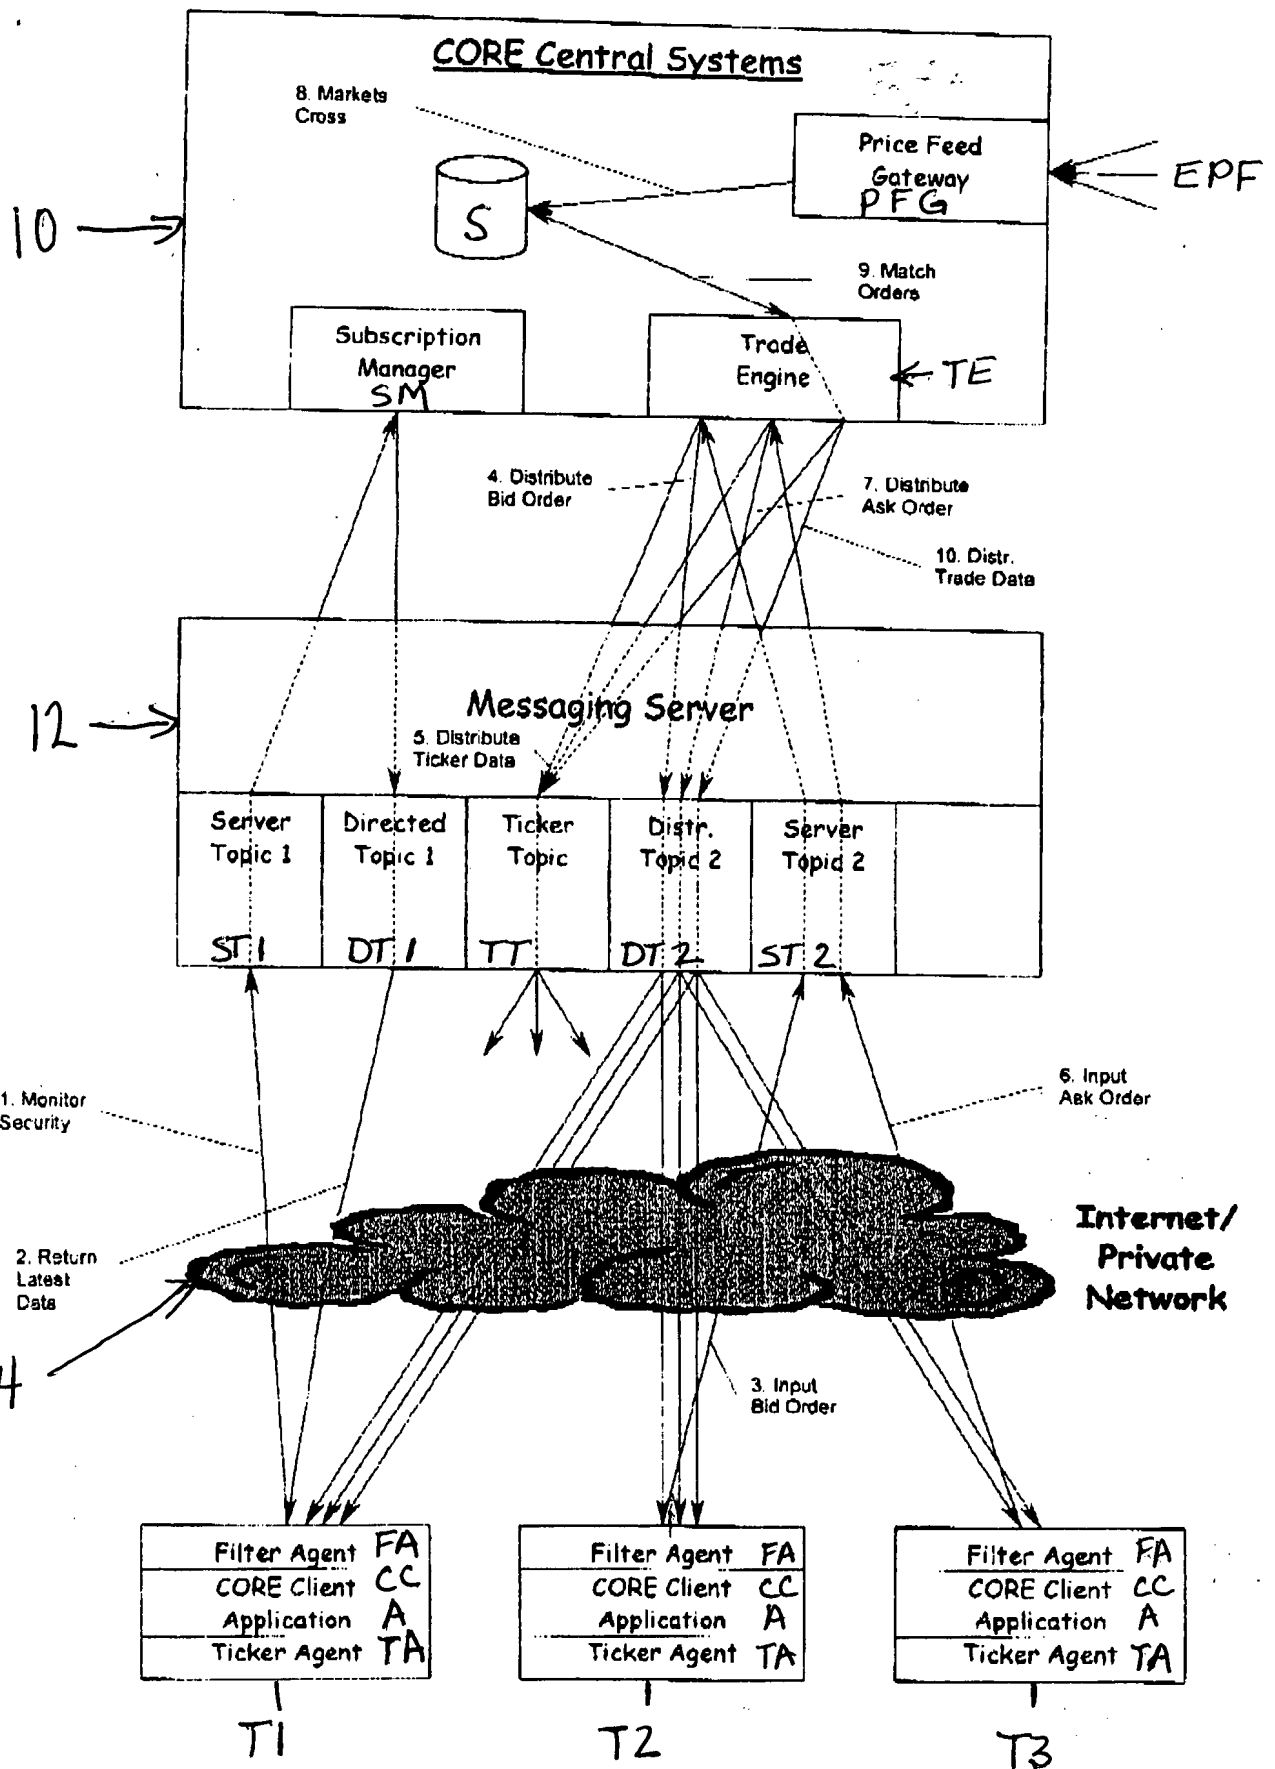 CORE Central Systems
8. Markets
Cross
Price Feed
Gateway
PFG
EPF
S
10
9. Match
Orders
Subscription
Manager
SM
Trade
Engine
TE
4. Distribute
Bid Order
7. Distribute
Ask Order
10. Distr.
Trade Data
12
Messaging Server
5. Distribute
Ticker Data
Server
Topic 1
ST1
Directed
Topic 1
DT1
Ticker
Topic
TT
Distr.
Topic 2
DT2
Server
Topic 2
ST2
1. Monitor
Security
6. Input
Ask Order
2. Return
Latest
Data
Internet/
Private
Network
4
3. Input
Bid Order
Filter Agent FA
CORE Client CC
Application A
Ticker Agent TA
T1
Filter Agent FA
CORE Client CC
Application A
Ticker Agent TA
T2
Filter Agent FA
CORE Client CC
Application A
Ticker Agent TA
T3